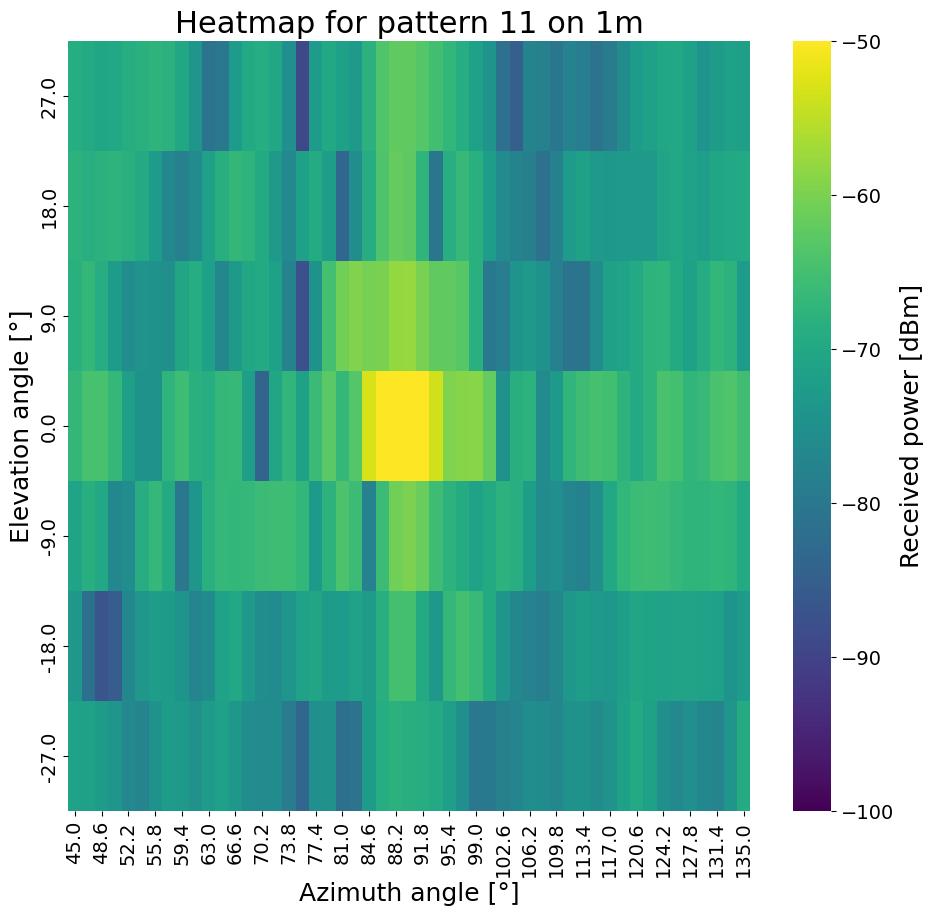 Heatmap for pattern 11 on 1m
Elevation angle [°]
27.0
18.0
9.0
0.0
-9.0
-18.0
-27.0
45.0 48.6 52.2 55.8 59.4 63.0 66.6 70.2 73.8 77.4 81.0 84.6 88.2 91.8 95.4 99.0 102.6 106.2 109.8 113.4 117.0 120.6 124.2 127.8 131.4 135.0
Azimuth angle [°]
−50
−60
−70
−80
−90
−100
Received power [dBm]